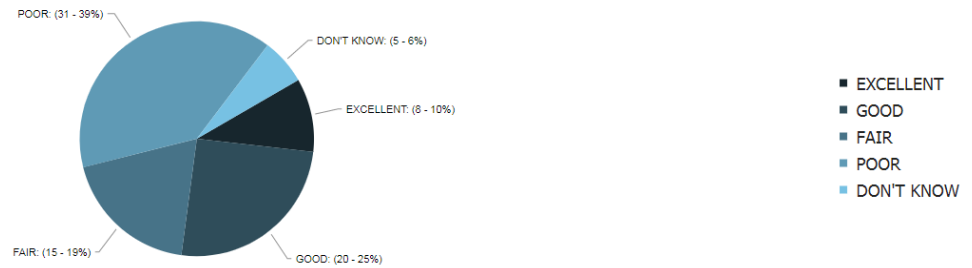 POOR: (31 - 39%)
DON'T KNOW: (5 - 6%)
EXCELLENT: (8 - 10%)
FAIR: (15 - 19%)
GOOD: (20 - 25%)
EXCELLENT
GOOD
FAIR
POOR
DON'T KNOW